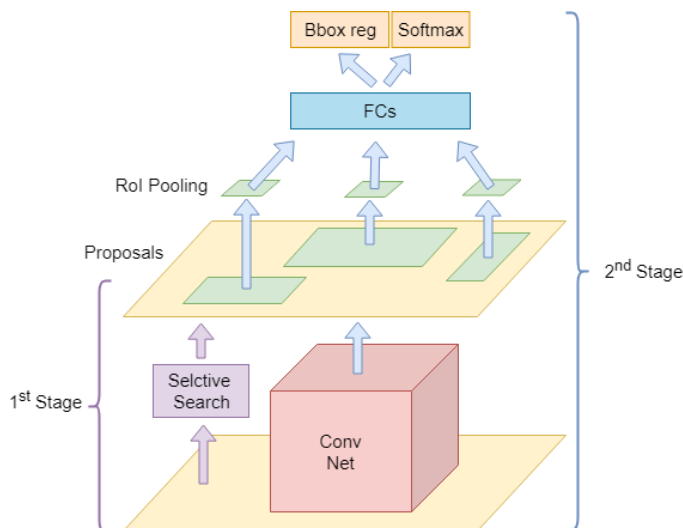 Bbox reg
Softmax
FCs
RoI Pooling
Proposals
2nd Stage
1st Stage
Selctive
Search
Conv
Net